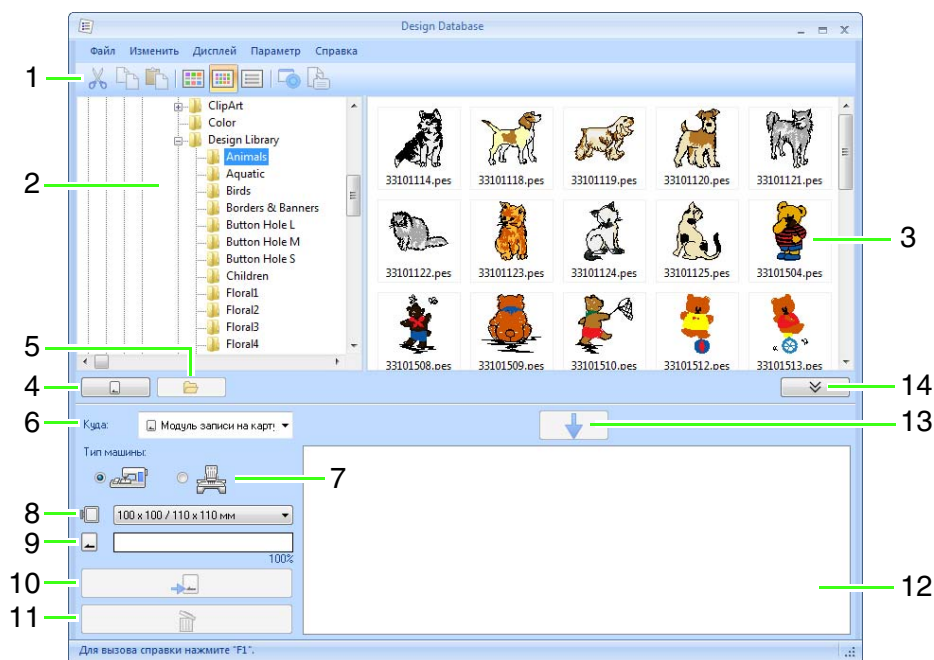 Design Database
Файл Изменить Дисплей Параметр Справка
1
ClipArt
Color
Design Library
Animals
Aquatic
Birds
Borders & Banners
Button Hole L
Button Hole M
Button Hole S
Children
Floral1
Floral2
Floral3
Floral4
2
33101114.pes 33101118.pes 33101119.pes 33101120.pes 33101121.pes
33101122.pes 33101123.pes 33101124.pes 33101125.pes 33101504.pes
33101508.pes 33101509.pes 33101510.pes 33101512.pes 33101513.pes
3
5
4
14
6
Куда: Модуль записи на карт
13
Тип машины:
7
8
100 x 100 / 110 x 110 мм
9
100%
10
11
12
Для вызова справки нажмите "F1".